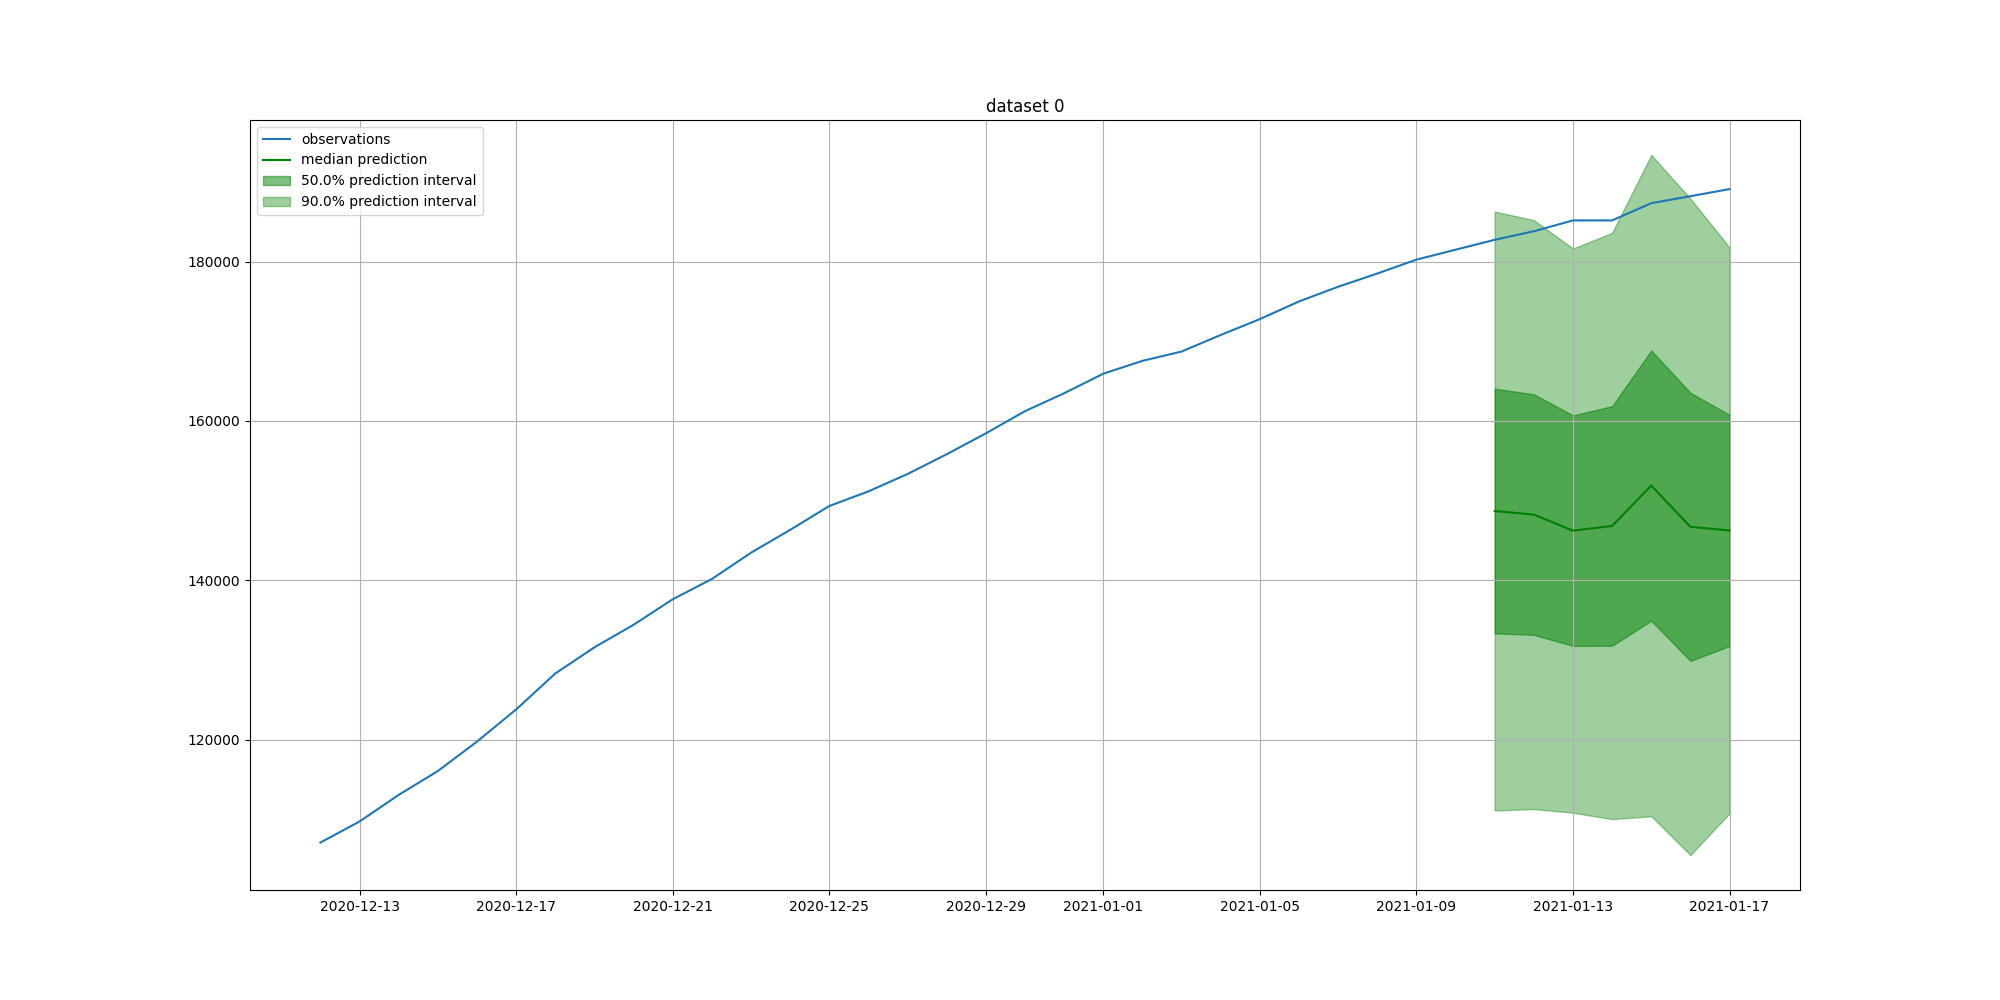 dataset 0
observations
median prediction
50.0% prediction interval
90.0% prediction interval
180000
160000
140000
120000
2020-12-13 2020-12-17 2020-12-21 2020-12-25 2020-12-29 2021-01-01 2021-01-05 2021-01-09 2021-01-13 2021-01-17